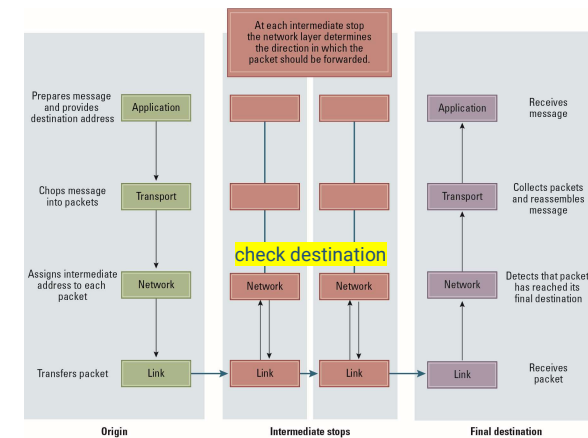 At each intermediate stop
the network layer determines
the direction in which the
packet should be forwarded.
Prepares message
and provides
destination address
Application
Application
Receives
message
Chops message
into packets
Transport
Transport
Collects packets
and reassembles
message
check destination
Assigns intermediate
address to each
packet
Network
Network
Network
Network
Detects that packet
has reached its
final destination
Transfers packet
Link
Link
Link
Link
Receives
packet
Origin
Intermediate stops
Final destination